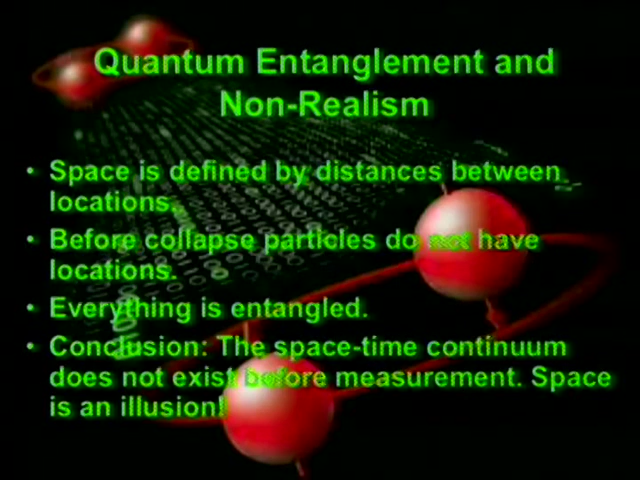 Quantum Entanglement and
Non-Realism
• Space is defined by distances between
locations.
• Before collapse particles do not have
locations.
• Everything is entangled.
• Conclusion: The space-time continuum
does not exist before measurement. Space
is an illusion!